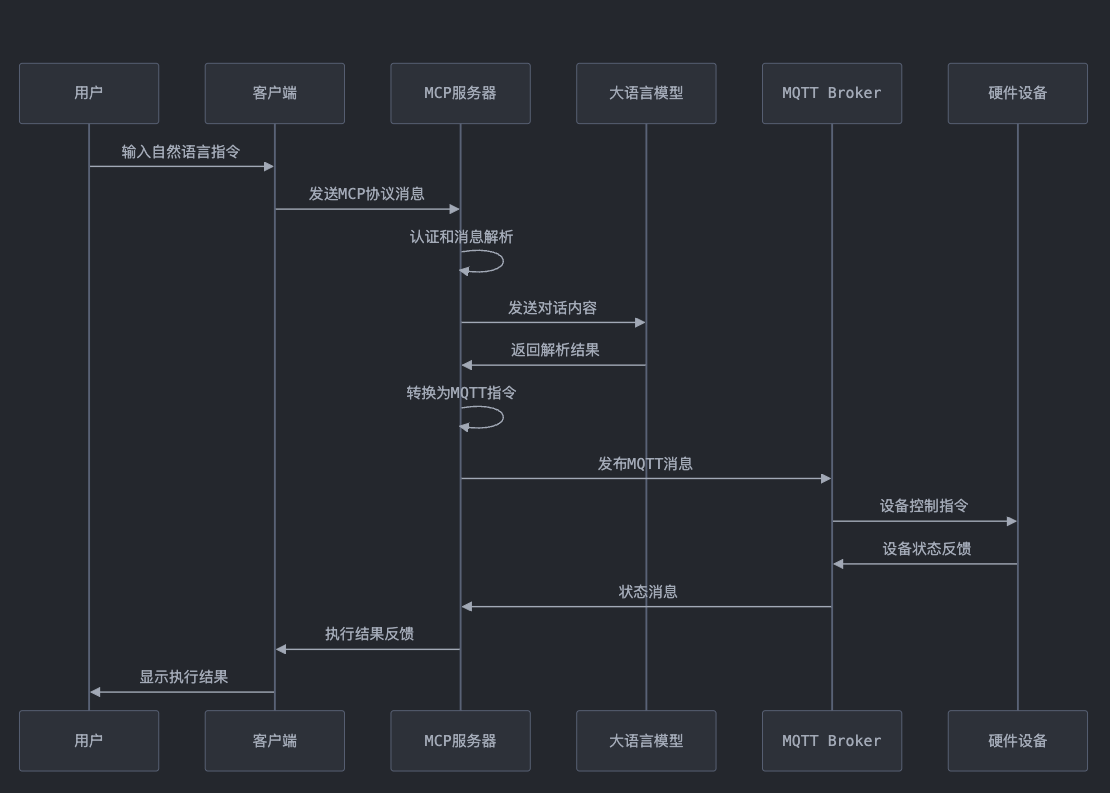 用户
客户端
MCP服务器
大语言模型
MQTT Broker
硬件设备
输入自然语言指令
发送MCP协议消息
认证和消息解析
发送对话内容
返回解析结果
转换为MQTT指令
发布MQTT消息
设备控制指令
设备状态反馈
状态消息
执行结果反馈
显示执行结果
用户
客户端
MCP服务器
大语言模型
MQTT Broker
硬件设备